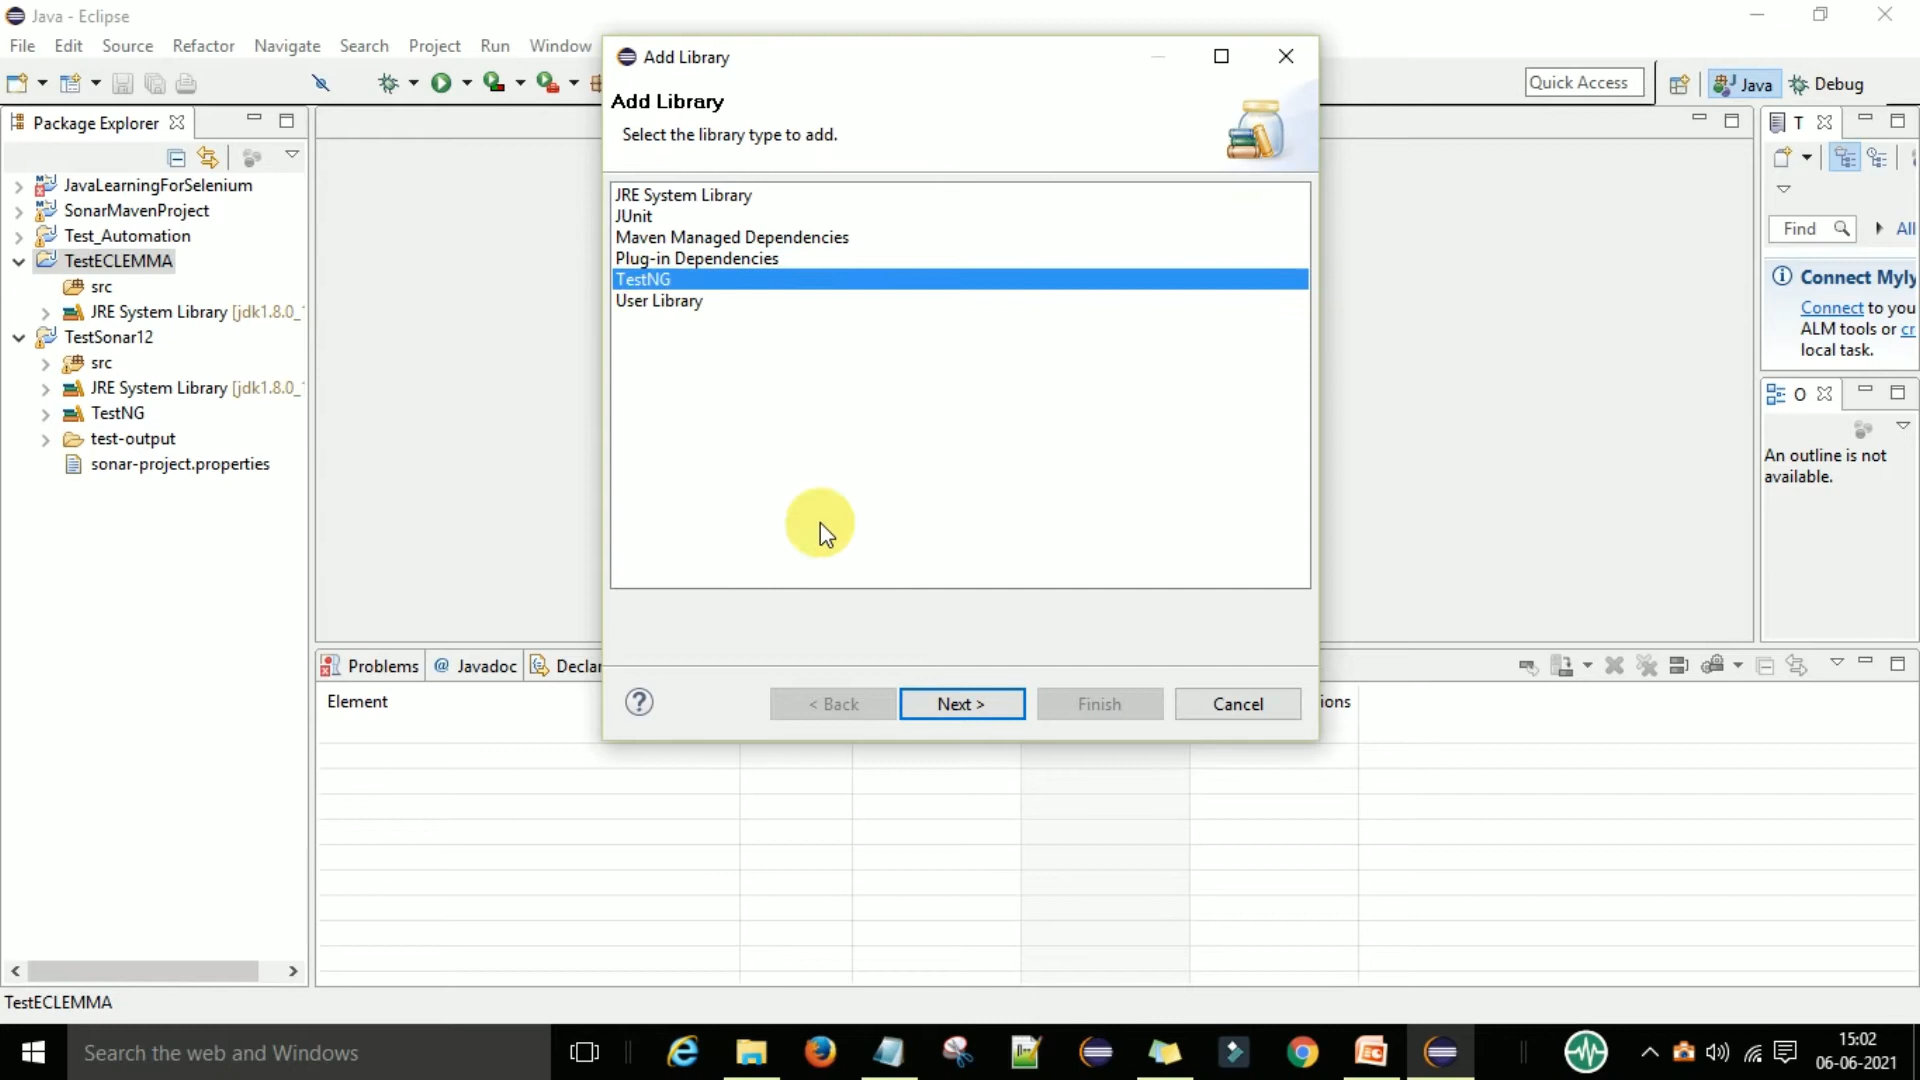 Java - Eclipse
File Edit Source Refactor Navigate Search Project Run Window
Quick Access
Java
Debug
Package Explorer
JavaLearningForSelenium
SonarMavenProject
Test_Automation
TestECLEMMA
src
JRE System Library [jdk1.8.0_
TestSonar12
src
JRE System Library [jdk1.8.0_
TestNG
test-output
sonar-project.properties
Add Library
Add Library
Select the library type to add.
JRE System Library
JUnit
Maven Managed Dependencies
Plug-in Dependencies
TestNG
User Library
< Back
Next >
Finish
Cancel
T
Find
All
Connect Myly
Connect to you
ALM tools or cr
local task.
O
An outline is not
available.
Problems
@ Javadoc
Declar
Element
ions
TestECLEMMA
Search the web and Windows
15:02
06-06-2021